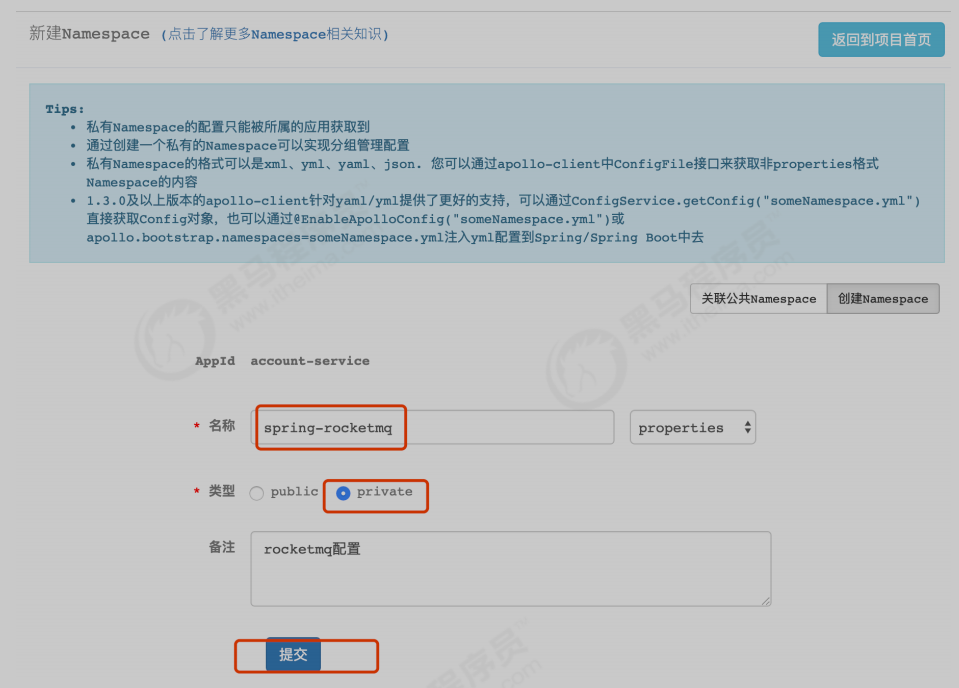 新建Namespace (点击了解更多Namespace相关知识)
返回到项目首页
Tips:
• 私有Namespace的配置只能被所属的应用获取到
• 通过创建一个私有的Namespace可以实现分组管理配置
• 私有Namespace的格式可以是xml、yml、yaml、json. 您可以通过apollo-client中ConfigFile接口来获取非properties格式
Namespace的内容
• 1.3.0及以上版本的apollo-client针对yaml/yml提供了更好的支持，可以通过ConfigService.getConfig("someNamespace.yml")
直接获取Config对象，也可以通过@EnableApolloConfig("someNamespace.yml")或
apollo.bootstrap.namespaces=someNamespace.yml注入yml配置到Spring/Spring Boot中去
关联公共Namespace 创建Namespace
黑马程序员
www.itheima.com
黑马程序员
www.itheima.com
AppId account-service
* 名称 spring-rocketmq properties
* 类型 public private
备注 rocketmq配置
提交